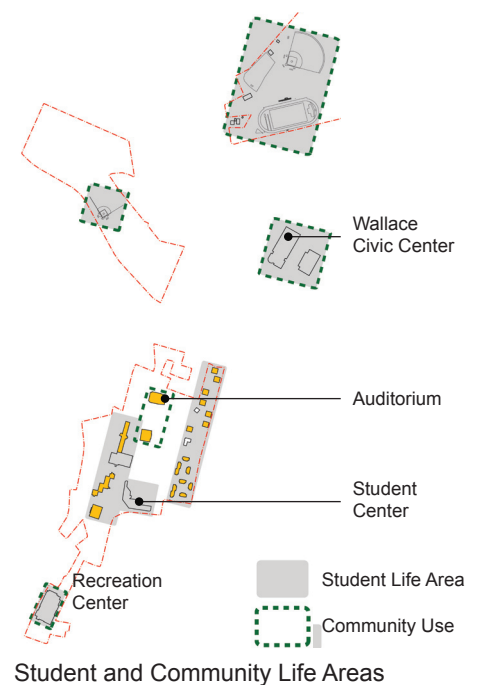 Wallace
Civic Center
Auditorium
Student
Center
Recreation
Center
Student Life Area
Community Use
Student and Community Life Areas